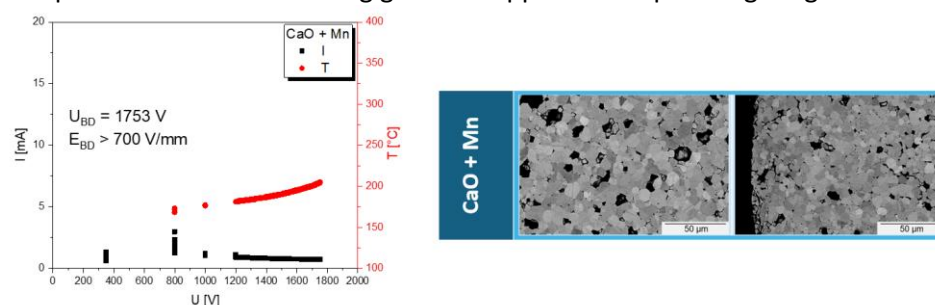 20
15
10
5
0
I [mA]
CaO + Mn
I
T
U_BD = 1753 V
E_BD > 700 V/mm
400
350
300
250
200
150
100
T [°C]
0 200 400 600 800 1000 1200 1400 1600 1800 2000
U [V]
CaO + Mn
50 µm
50 µm